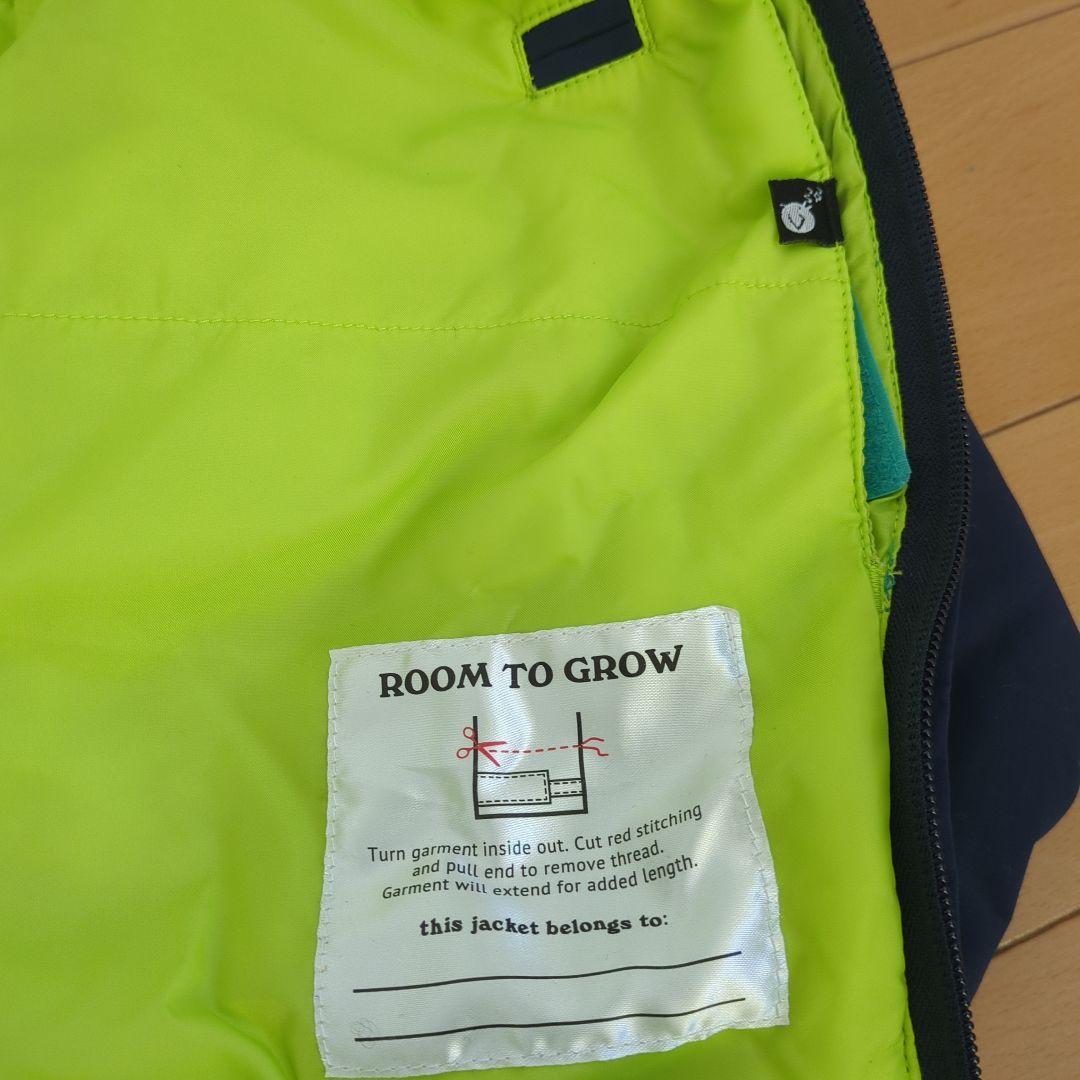 ROOM TO GROW
Turn garment inside out. Cut red stitching
and pull end to remove thread.
Garment will extend for added length.
this jacket belongs to: